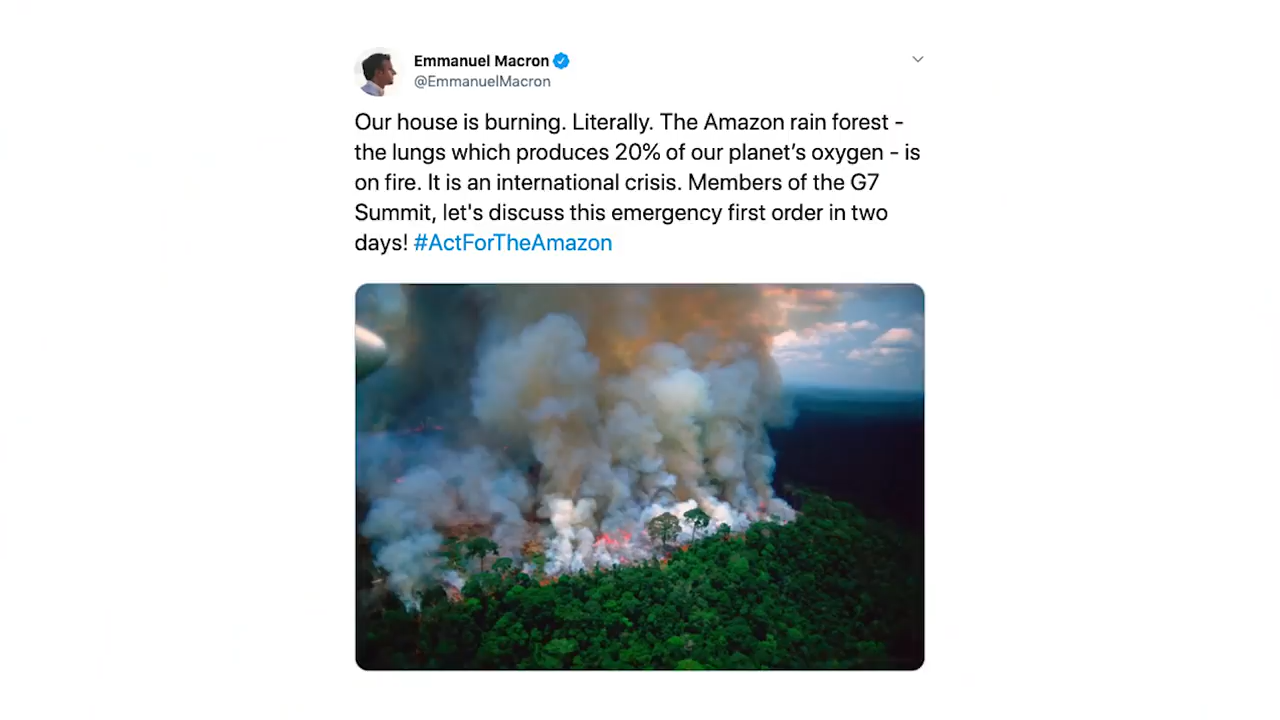 Emmanuel Macron
@EmmanuelMacron
Our house is burning. Literally. The Amazon rain forest -
the lungs which produces 20% of our planet’s oxygen - is
on fire. It is an international crisis. Members of the G7
Summit, let's discuss this emergency first order in two
days! #ActForTheAmazon